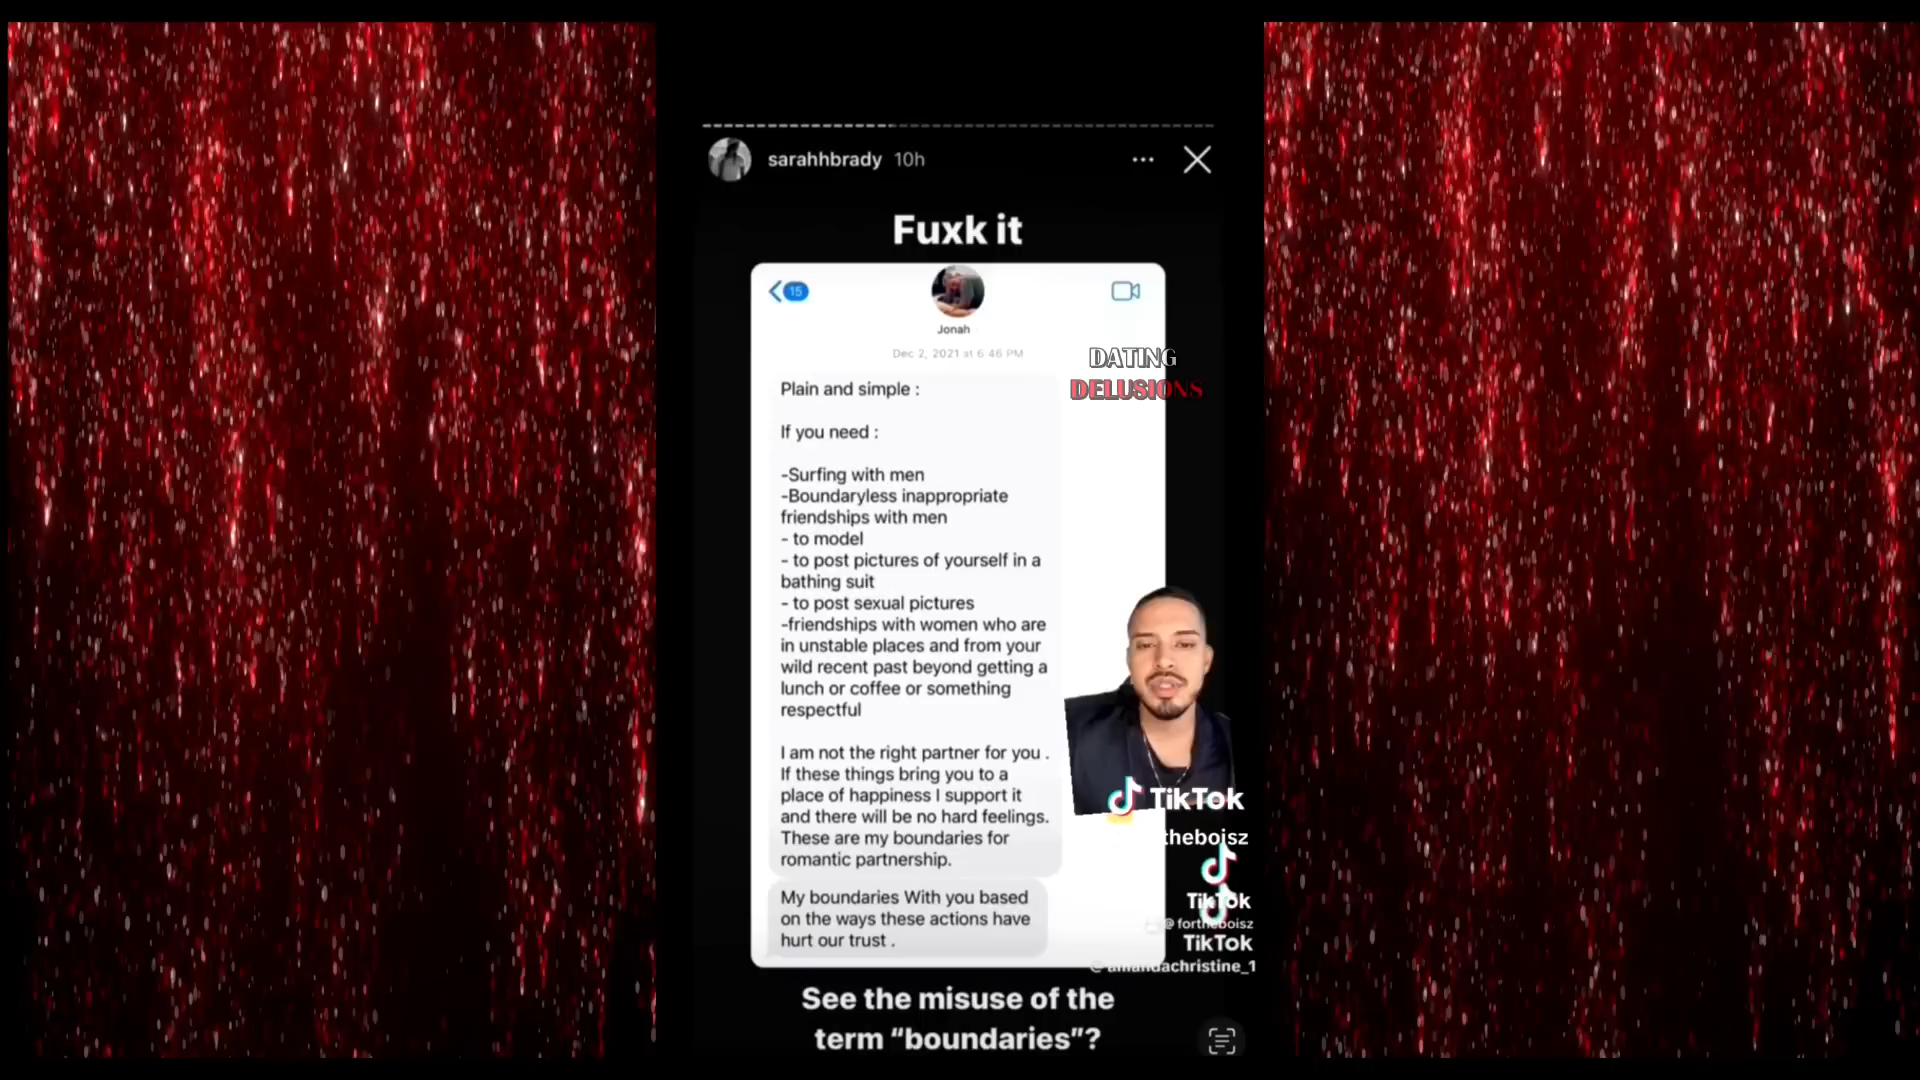 sarahhbrady 10h
Fuxk it
15
Jonah
Dec 2, 2021 at 6:46 PM
DATING
DELUSIONS
Plain and simple :
If you need :
-Surfing with men
-Boundaryless inappropriate
friendships with men
- to model
- to post pictures of yourself in a
bathing suit
- to post sexual pictures
-friendships with women who are
in unstable places and from your
wild recent past beyond getting a
lunch or coffee or something
respectful
I am not the right partner for you .
If these things bring you to a
place of happiness I support it
and there will be no hard feelings.
These are my boundaries for
romantic partnership.
My boundaries With you based
on the ways these actions have
hurt our trust .
TikTok
theboisz
TikTok
@ fortheboisz
TikTok
@amandachristine_1
See the misuse of the
term “boundaries”?